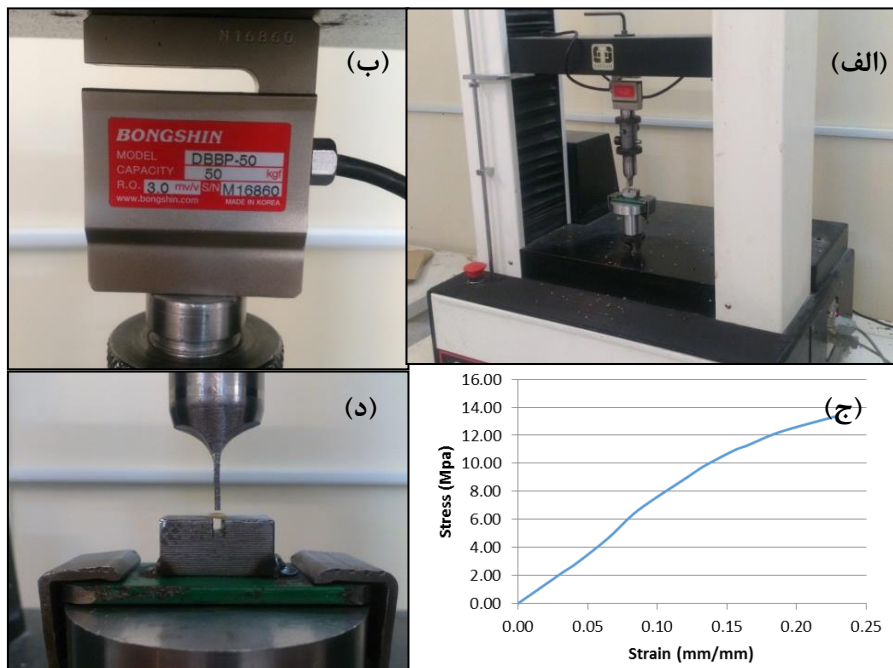 (الف)
(ب)
M16860
BONGSHIN
MODEL DBBP-50
CAPACITY 50 kgf
R.O. 3.0 mv/v S/N M16860
www.bongshin.com MADE IN KOREA
(ج)
Stress (Mpa)
16.00
14.00
12.00
10.00
8.00
6.00
4.00
2.00
0.00
0.00 0.05 0.10 0.15 0.20 0.25
Strain (mm/mm)
(د)